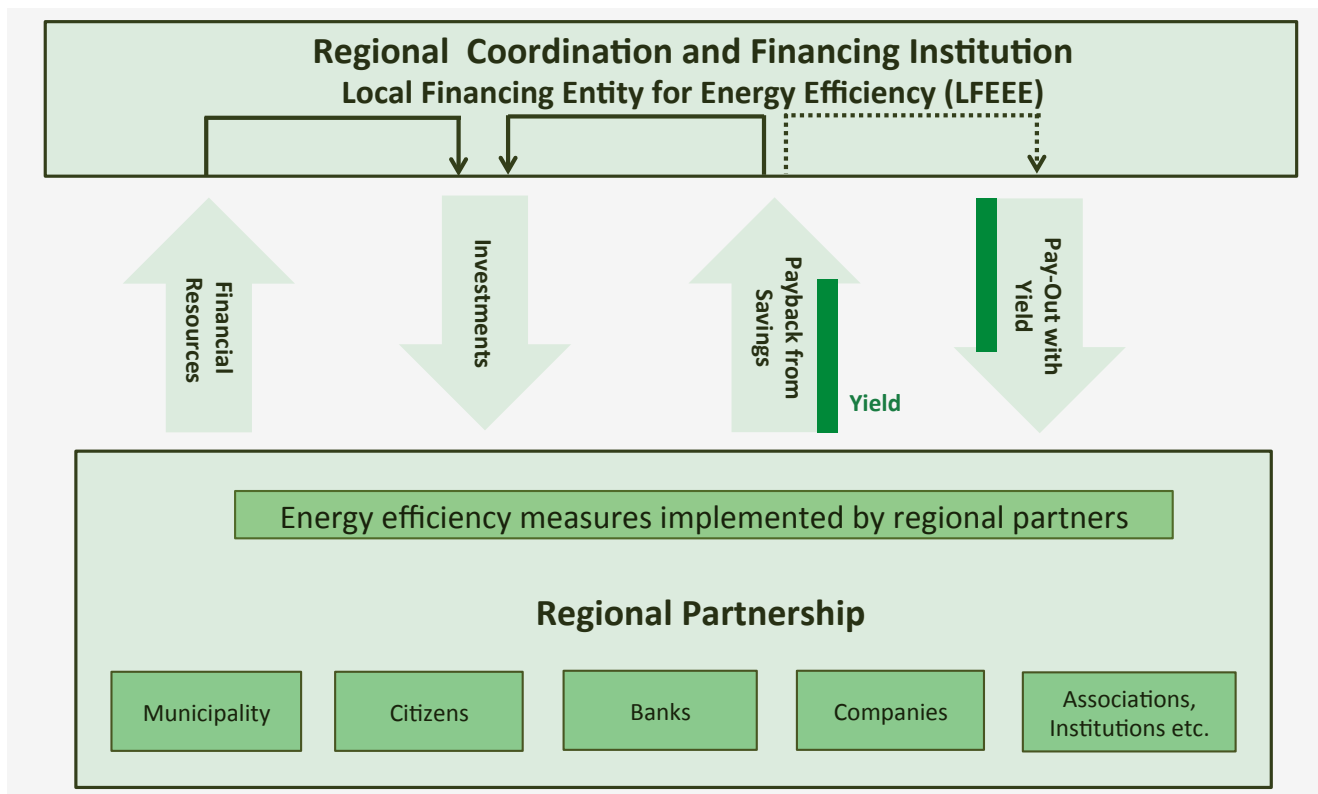 Regional  Coordination and Financing Institution
Local Financing Entity for Energy Efficiency (LFEEE)
Financial
Resources
Investments
Payback from
Savings
Yield
Pay-Out with
Yield
Energy efficiency measures implemented by regional partners
Regional Partnership
Municipality
Citizens
Banks
Companies
Associations,
Institutions etc.